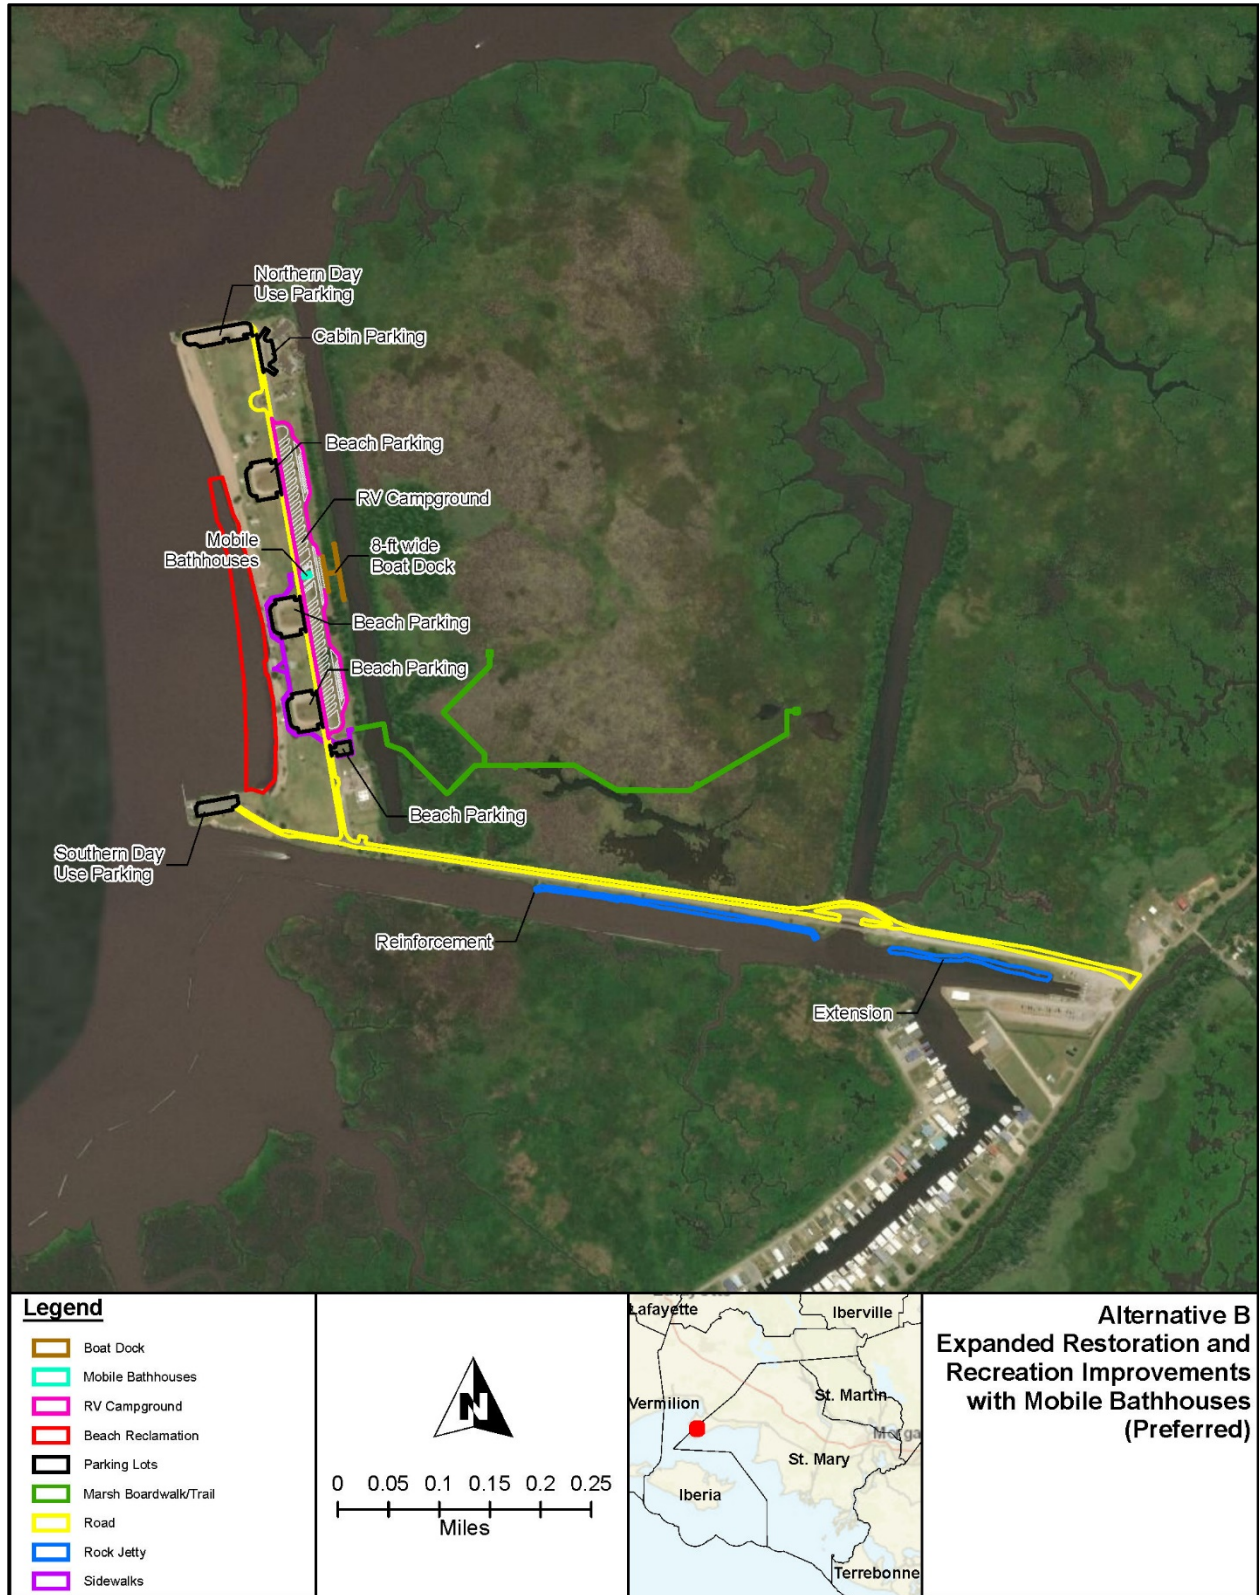 Northern Day
Use Parking
Cabin Parking
Beach Parking
RV Campground
Mobile
Bathhouses
8-ft wide
Boat Dock
Beach Parking
Beach Parking
Beach Parking
Southern Day
Use Parking
Reinforcement
Extension
Legend
Boat Dock
Mobile Bathhouses
RV Campground
Beach Reclamation
Parking Lots
Marsh Boardwalk/Trail
Road
Rock Jetty
Sidewalks
N
0 0.05 0.1 0.15 0.2 0.25
Miles
Lafayette
Iberville
St. Martin
Vermilion
St. Mary
Iberia
Terrebonne
Alternative B
Expanded Restoration and
Recreation Improvements
with Mobile Bathhouses
(Preferred)